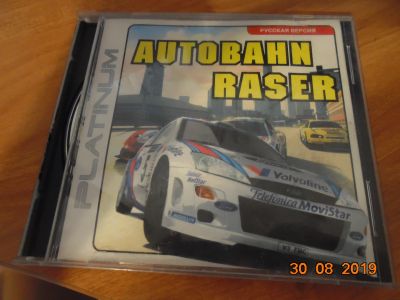 РУССКАЯ ВЕРСИЯ
AUTOBAHN
RASER
PLATINUM
Volvoline
Telefonica MoviStar
30 08 2019